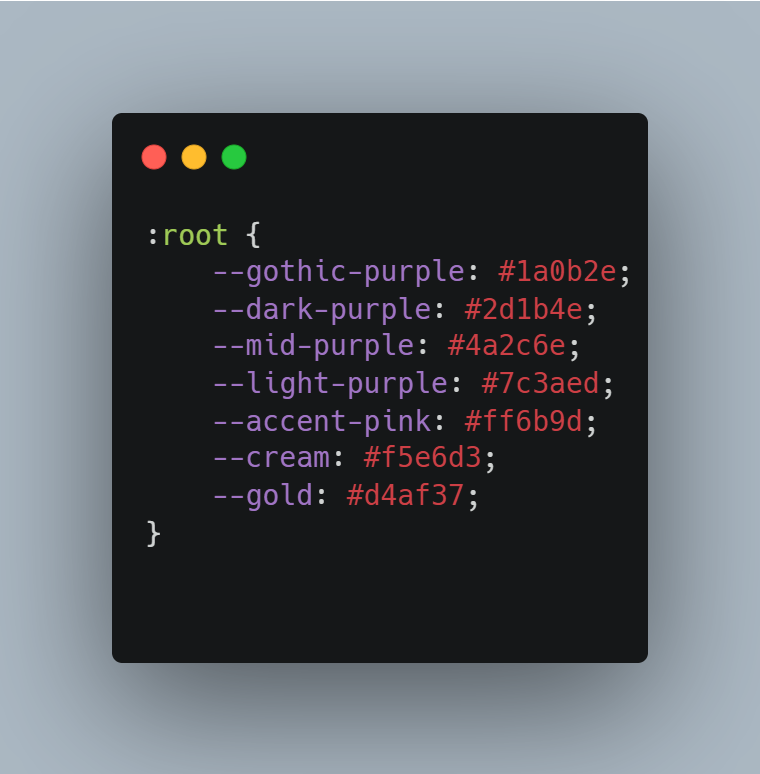 :root {
    --gothic-purple: #1a0b2e;
    --dark-purple: #2d1b4e;
    --mid-purple: #4a2c6e;
    --light-purple: #7c3aed;
    --accent-pink: #ff6b9d;
    --cream: #f5e6d3;
    --gold: #d4af37;
}